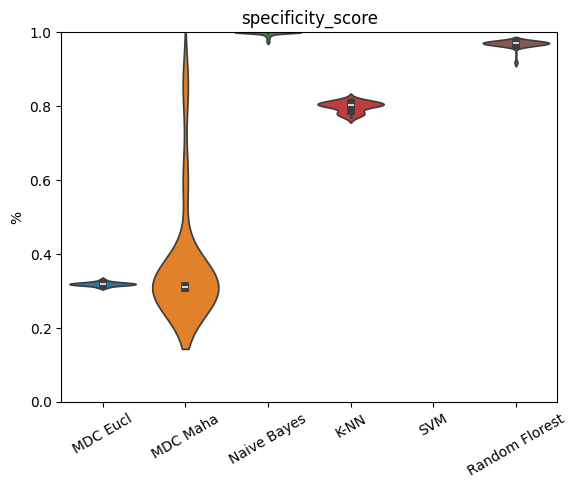 specificity_score
%
1.0
0.8
0.6
0.4
0.2
0.0
MDC Eucl
MDC Maha
Naive Bayes
K-NN
SVM
Random Florest